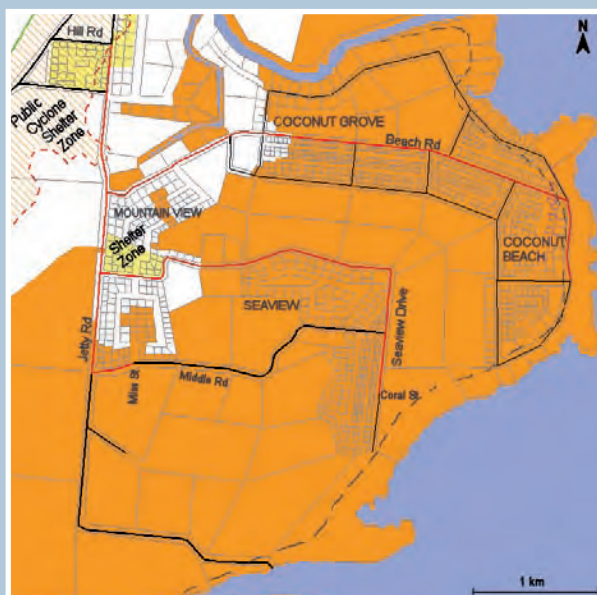 Hill Rd
N
Public
Cyclone
Shelter
Zone
COCONUT GROVE
Beach Rd
MOUNTAIN VIEW
Shelter
Zone
COCONUT
BEACH
SEAVIEW
Seaview Drive
Jetty Rd
Miles St
Middle Rd
Coral St.
1 km